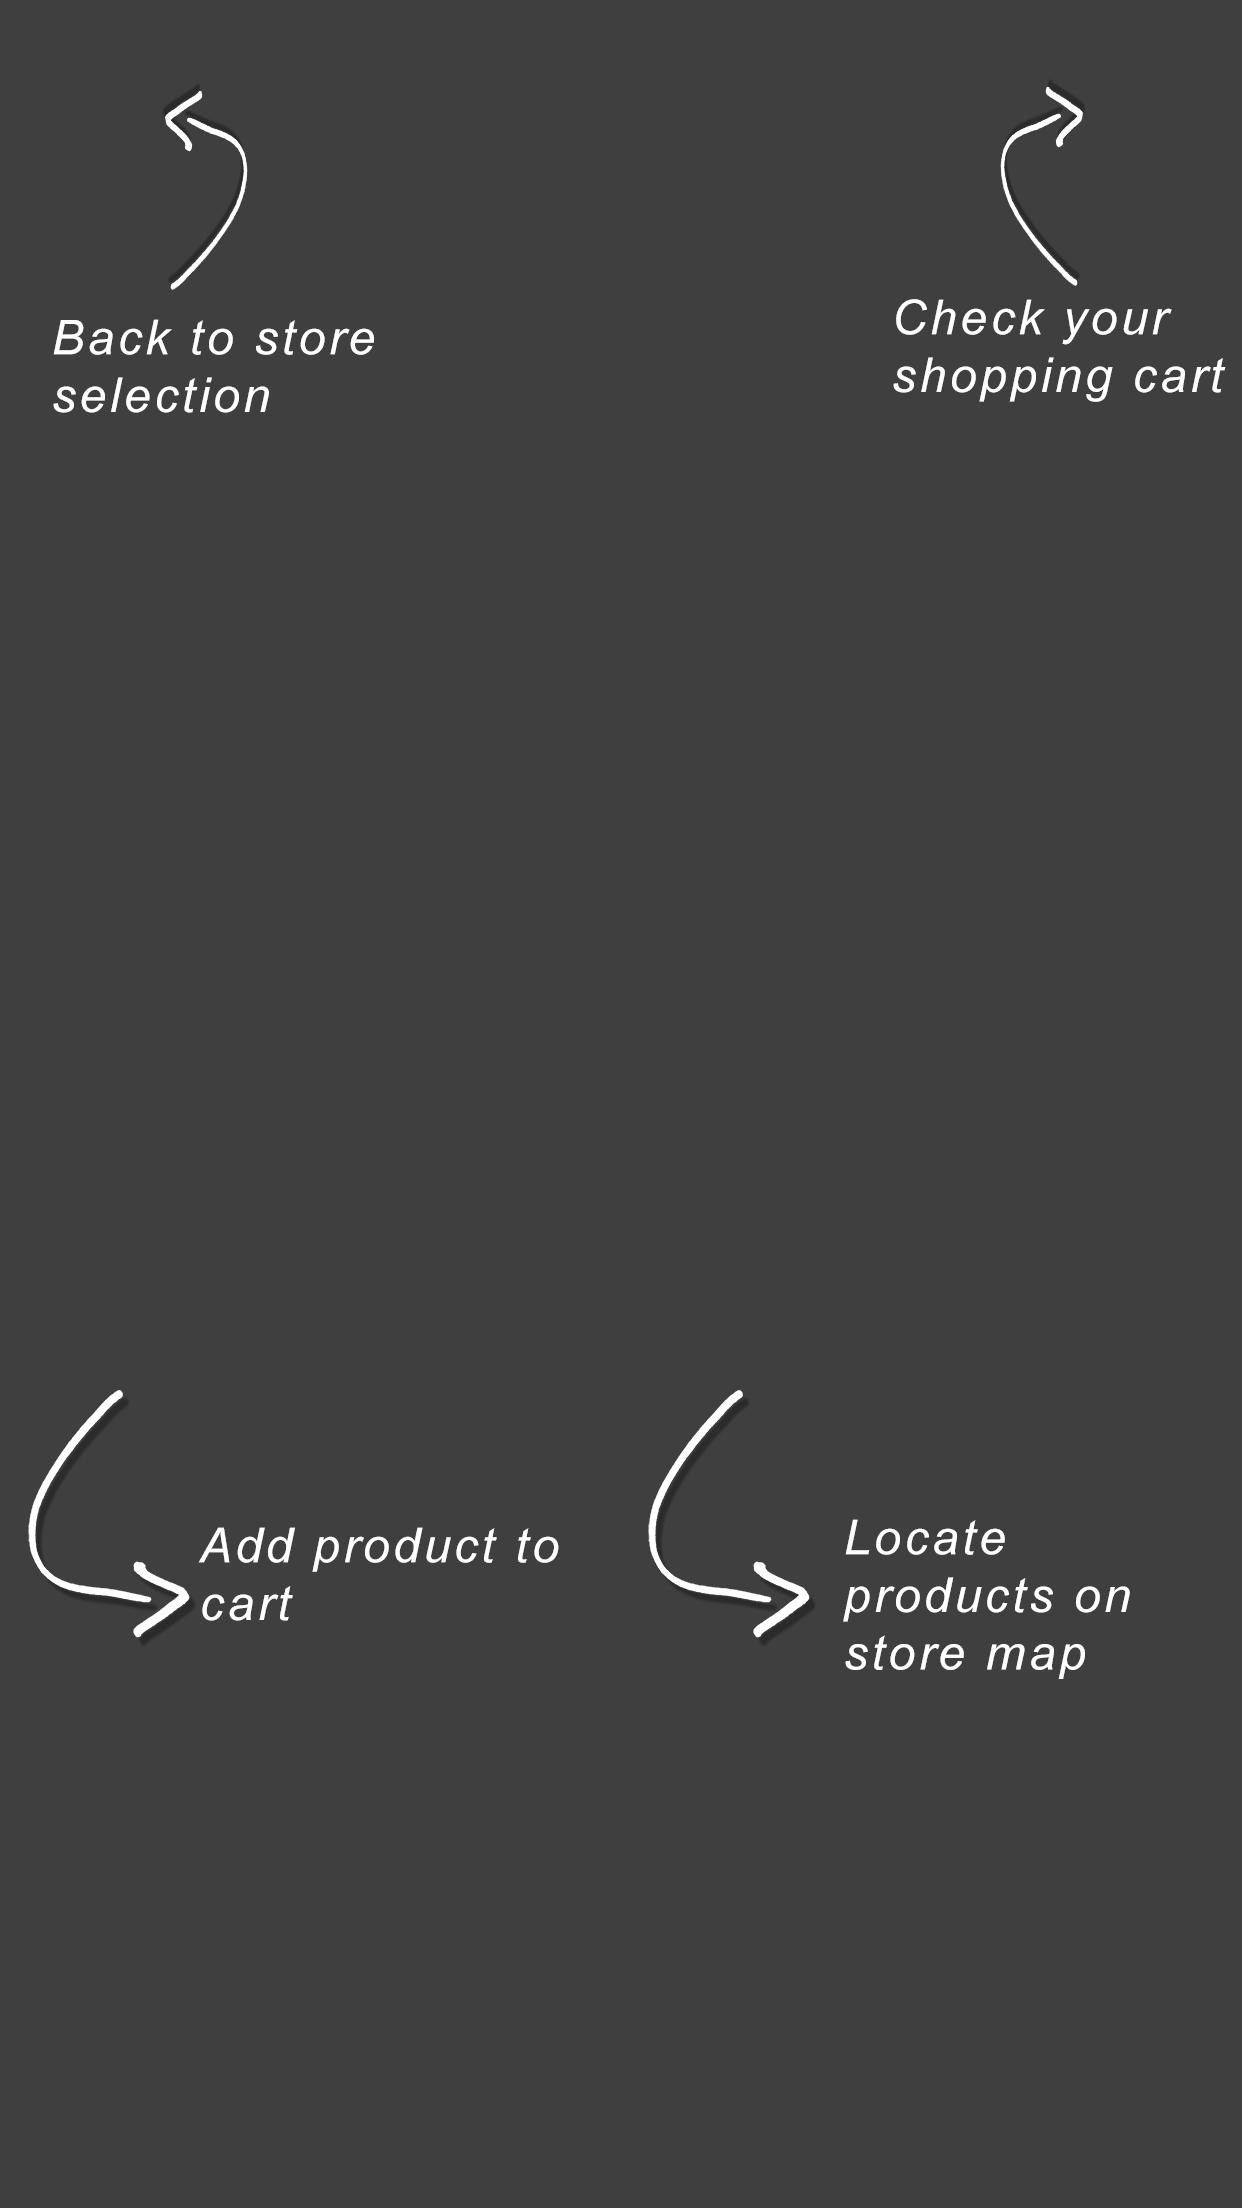 Back to store
selection
Check your
shopping cart
Add product to
cart
Locate
products on
store map